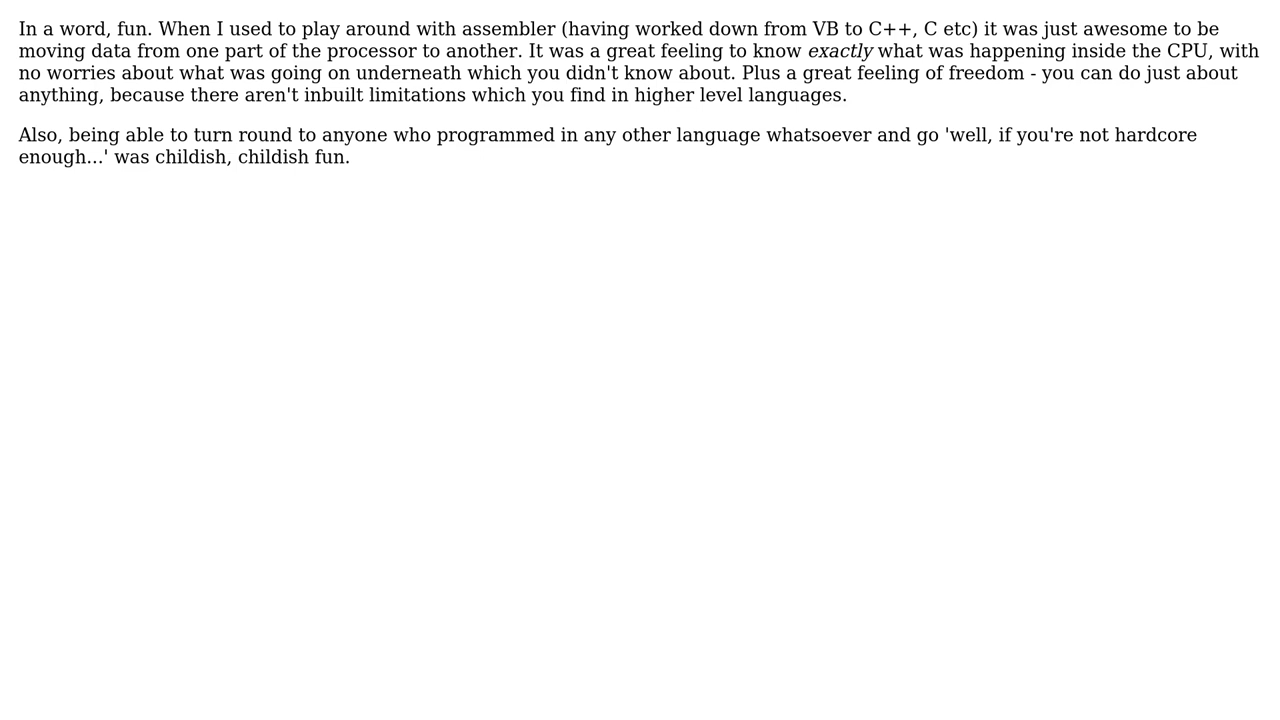 In a word, fun. When I used to play around with assembler (having worked down from VB to C++, C etc) it was just awesome to be
moving data from one part of the processor to another. It was a great feeling to know exactly what was happening inside the CPU, with
no worries about what was going on underneath which you didn't know about. Plus a great feeling of freedom - you can do just about
anything, because there aren't inbuilt limitations which you find in higher level languages.
Also, being able to turn round to anyone who programmed in any other language whatsoever and go 'well, if you're not hardcore
enough...' was childish, childish fun.